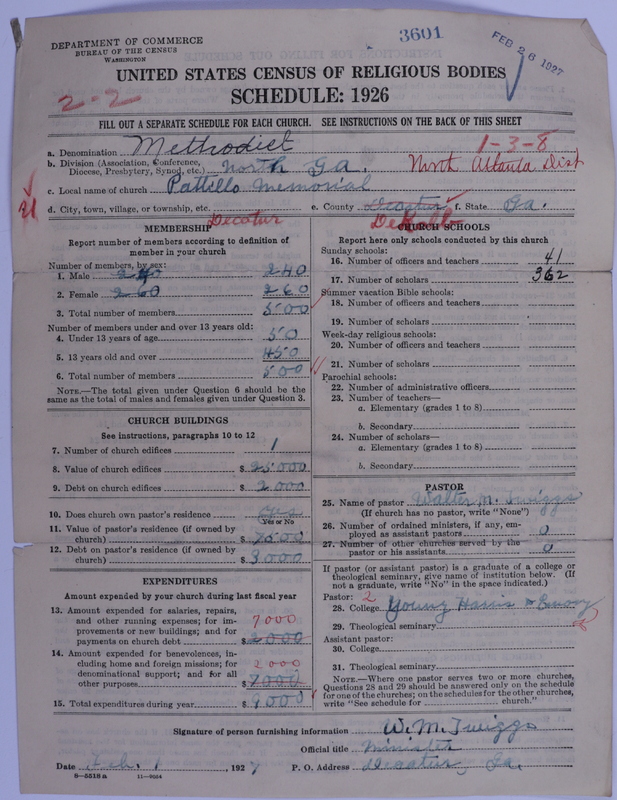 DEPARTMENT OF COMMERCE
BUREAU OF THE CENSUS
WASHINGTON
3601
FEB 26 1927
UNITED STATES CENSUS OF RELIGIOUS BODIES
2-2
SCHEDULE: 1926
FILL OUT A SEPARATE SCHEDULE FOR EACH CHURCH. SEE INSTRUCTIONS ON THE BACK OF THIS SHEET
a. Denomination Methodist
1-3-8
b. Division (Association, Conference, Diocese, Presbytery, Synod, etc.) North Ga. North Atlanta Dist
c. Local name of church Pattillo Memorial
d. City, town, village, or township, etc. Decatur e. County Decatur DeKalb f. State Ga.
MEMBERSHIP
Report number of members according to definition of member in your church
Number of members, by sex:
1. Male 240 240
2. Female 260 260
3. Total number of members 500
Number of members under and over 13 years old:
4. Under 13 years of age 50
5. 13 years old and over 450
6. Total number of members 500
NOTE.—The total given under Question 6 should be the same as the total of males and females given under Question 3.
CHURCH BUILDINGS
See instructions, paragraphs 10 to 12
7. Number of church edifices 1
8. Value of church edifices $ 25,000
9. Debt on church edifices $ 2,000
10. Does church own pastor's residence yes
Yes or No
11. Value of pastor's residence (if owned by church) $ 7500
12. Debt on pastor's residence (if owned by church) $ 3,000
EXPENDITURES
Amount expended by your church during last fiscal year
13. Amount expended for salaries, repairs, and other running expenses; for improvements or new buildings; and for payments on church debt 7000 $ 2000
14. Amount expended for benevolences, including home and foreign missions; for denominational support; and for all other purposes 2000 $ 7000
15. Total expenditures during year $ 9,000
CHURCH SCHOOLS
Report here only schools conducted by this church
Sunday schools:
16. Number of officers and teachers 41
17. Number of scholars 362
Summer vacation Bible schools:
18. Number of officers and teachers
19. Number of scholars
Week-day religious schools:
20. Number of officers and teachers
21. Number of scholars
Parochial schools:
22. Number of administrative officers
23. Number of teachers—
a. Elementary (grades 1 to 8)
b. Secondary
24. Number of scholars—
a. Elementary (grades 1 to 8)
b. Secondary
PASTOR
25. Name of pastor Walter M. Twiggs
(If church has no pastor, write "None")
26. Number of ordained ministers, if any, employed as assistant pastors 0
27. Number of other churches served by the pastor or his assistants 0
If pastor (or assistant pastor) is a graduate of a college or theological seminary, give name of institution below. (If not a graduate, write "No" in the space indicated.)
Pastor: 2
28. College Young Harris & Emory
29. Theological seminary
Assistant pastor:
30. College
31. Theological seminary
NOTE.—Where one pastor serves two or more churches, Questions 28 and 29 should be answered only on the schedule for one of the churches; on the schedules for the other churches, write "See schedule for church."
Signature of person furnishing information W. M. Twiggs
Official title Minister
Date Feb. 1 1927 P. O. Address Decatur, Ga.
8—5518 a 11—9064